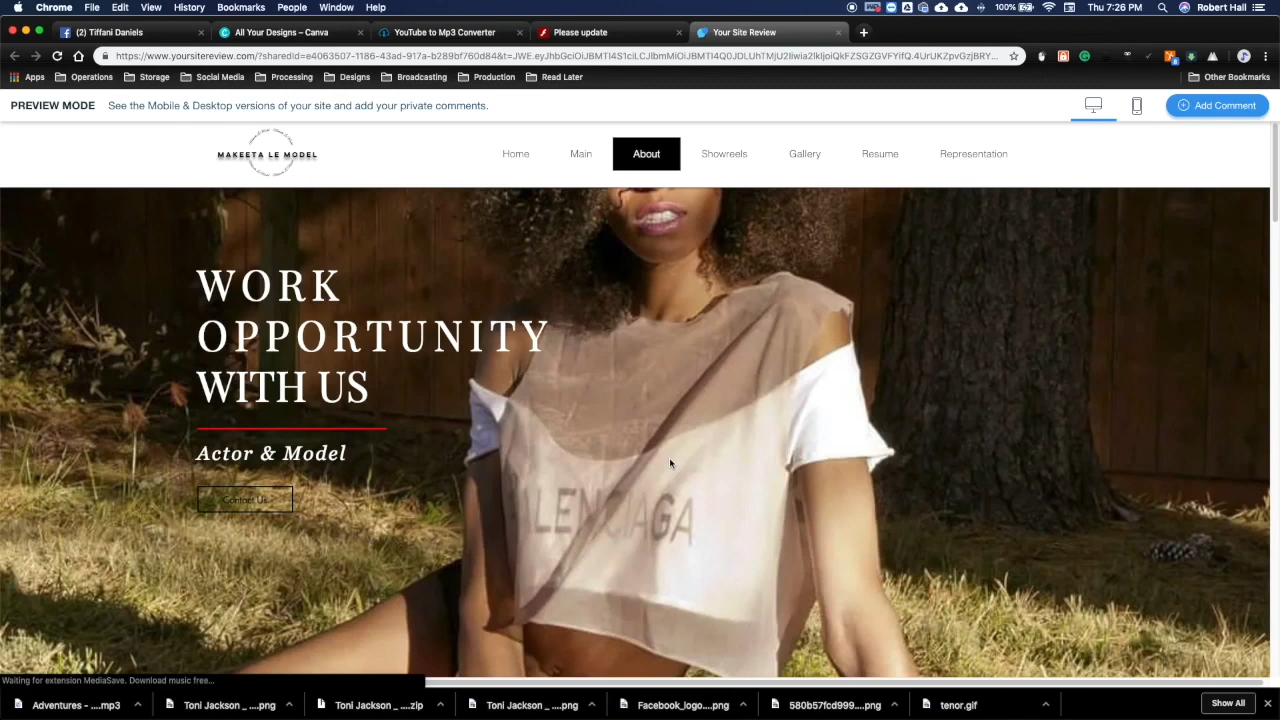 Chrome File Edit View History Bookmarks People Window Help 100% Thu 7:26 PM Robert Hall
(2) Tiffani Daniels All Your Designs – Canva YouTube to Mp3 Converter Please update Your Site Review
Apps Operations Storage Social Media Processing Designs Broadcasting Production Read Later Other Bookmarks
PREVIEW MODE See the Mobile & Desktop versions of your site and add your private comments. Add Comment
MAKEETA LE MODEL Home Main About Showreels Gallery Resume Representation
WORK
OPPORTUNITY
WITH US
Actor & Model
Contact Us
ALENCIAGA
Waiting for extension MediaSave. Download music free...
Adventures - ....mp3 Toni Jackson _ ....png Toni Jackson _ ....zip Toni Jackson _ ....png Facebook_logo....png 580b57fcd999....png tenor.gif Show All